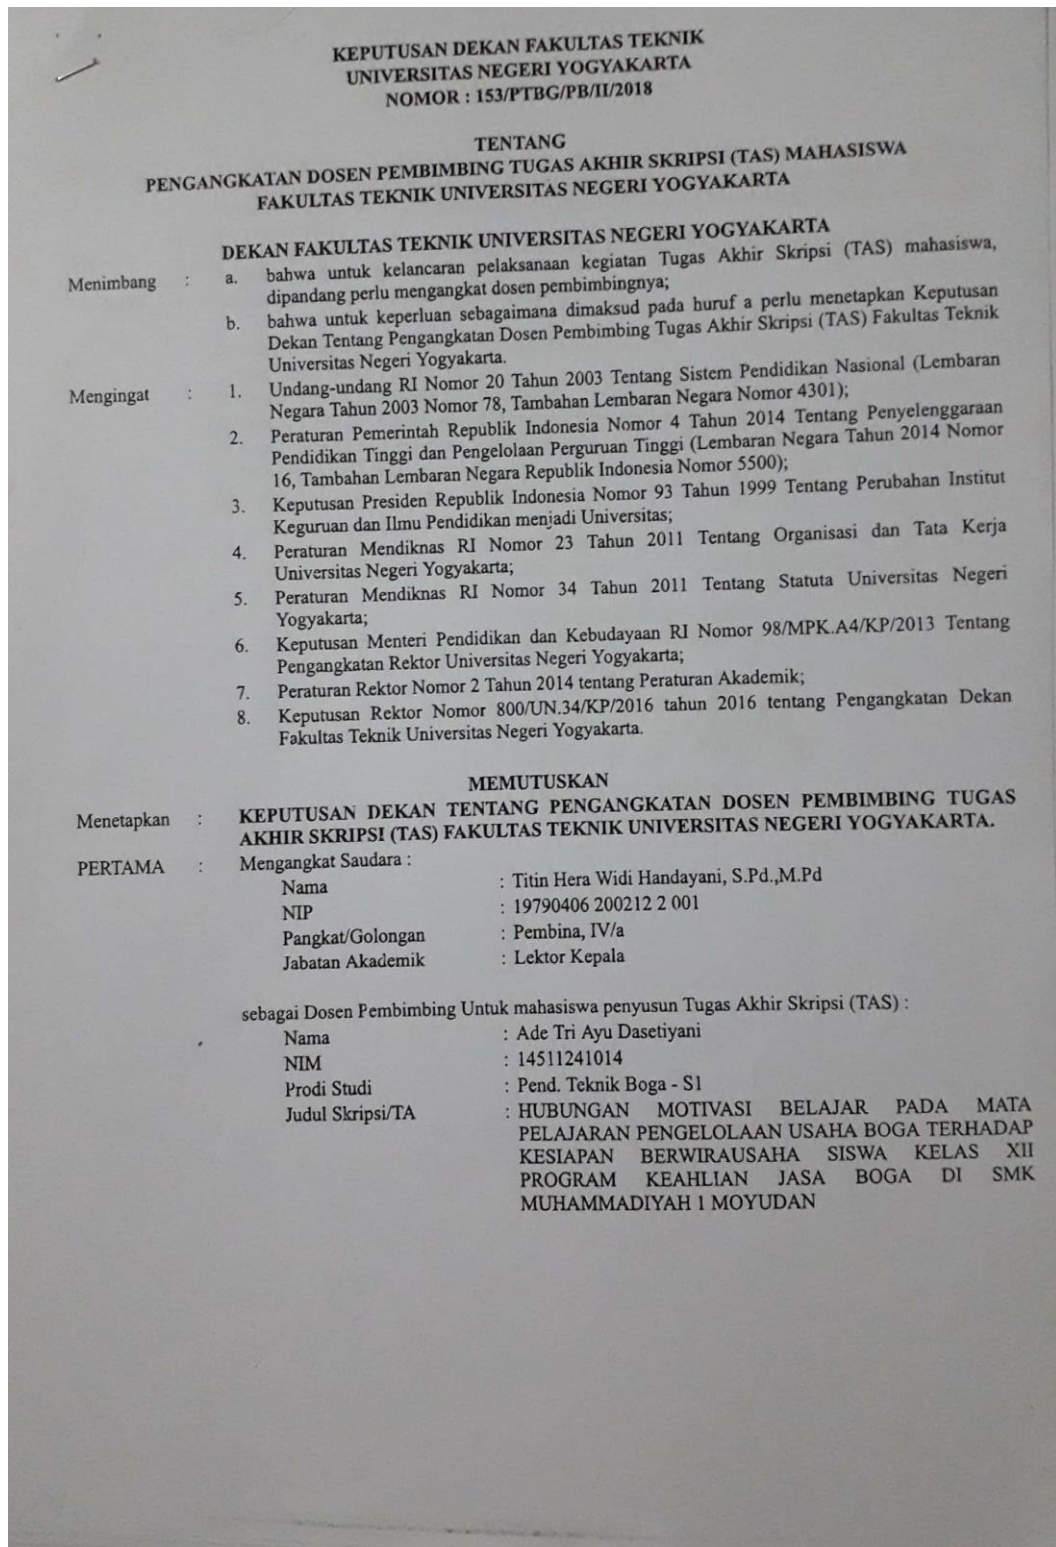 KEPUTUSAN DEKAN FAKULTAS TEKNIK
UNIVERSITAS NEGERI YOGYAKARTA
NOMOR : 153/PTBG/PB/II/2018
TENTANG
PENGANGKATAN DOSEN PEMBIMBING TUGAS AKHIR SKRIPSI (TAS) MAHASISWA
FAKULTAS TEKNIK UNIVERSITAS NEGERI YOGYAKARTA
DEKAN FAKULTAS TEKNIK UNIVERSITAS NEGERI YOGYAKARTA
Menimbang : a. bahwa untuk kelancaran pelaksanaan kegiatan Tugas Akhir Skripsi (TAS) mahasiswa,
dipandang perlu mengangkat dosen pembimbingnya;
b. bahwa untuk keperluan sebagaimana dimaksud pada huruf a perlu menetapkan Keputusan
Dekan Tentang Pengangkatan Dosen Pembimbing Tugas Akhir Skripsi (TAS) Fakultas Teknik
Universitas Negeri Yogyakarta.
Mengingat : 1. Undang-undang RI Nomor 20 Tahun 2003 Tentang Sistem Pendidikan Nasional (Lembaran
Negara Tahun 2003 Nomor 78, Tambahan Lembaran Negara Nomor 4301);
2. Peraturan Pemerintah Republik Indonesia Nomor 4 Tahun 2014 Tentang Penyelenggaraan
Pendidikan Tinggi dan Pengelolaan Perguruan Tinggi (Lembaran Negara Tahun 2014 Nomor
16, Tambahan Lembaran Negara Republik Indonesia Nomor 5500);
3. Keputusan Presiden Republik Indonesia Nomor 93 Tahun 1999 Tentang Perubahan Institut
Keguruan dan Ilmu Pendidikan menjadi Universitas;
4. Peraturan Mendiknas RI Nomor 23 Tahun 2011 Tentang Organisasi dan Tata Kerja
Universitas Negeri Yogyakarta;
5. Peraturan Mendiknas RI Nomor 34 Tahun 2011 Tentang Statuta Universitas Negeri
Yogyakarta;
6. Keputusan Menteri Pendidikan dan Kebudayaan RI Nomor 98/MPK.A4/KP/2013 Tentang
Pengangkatan Rektor Universitas Negeri Yogyakarta;
7. Peraturan Rektor Nomor 2 Tahun 2014 tentang Peraturan Akademik;
8. Keputusan Rektor Nomor 800/UN.34/KP/2016 tahun 2016 tentang Pengangkatan Dekan
Fakultas Teknik Universitas Negeri Yogyakarta.
MEMUTUSKAN
Menetapkan : KEPUTUSAN DEKAN TENTANG PENGANGKATAN DOSEN PEMBIMBING TUGAS
AKHIR SKRIPSI (TAS) FAKULTAS TEKNIK UNIVERSITAS NEGERI YOGYAKARTA.
PERTAMA : Mengangkat Saudara :
Nama : Titin Hera Widi Handayani, S.Pd.,M.Pd
NIP : 19790406 200212 2 001
Pangkat/Golongan : Pembina, IV/a
Jabatan Akademik : Lektor Kepala
sebagai Dosen Pembimbing Untuk mahasiswa penyusun Tugas Akhir Skripsi (TAS) :
Nama : Ade Tri Ayu Dasetiyani
NIM : 14511241014
Prodi Studi : Pend. Teknik Boga - S1
Judul Skripsi/TA : HUBUNGAN MOTIVASI BELAJAR PADA MATA
PELAJARAN PENGELOLAAN USAHA BOGA TERHADAP
KESIAPAN BERWIRAUSAHA SISWA KELAS XII
PROGRAM KEAHLIAN JASA BOGA DI SMK
MUHAMMADIYAH 1 MOYUDAN